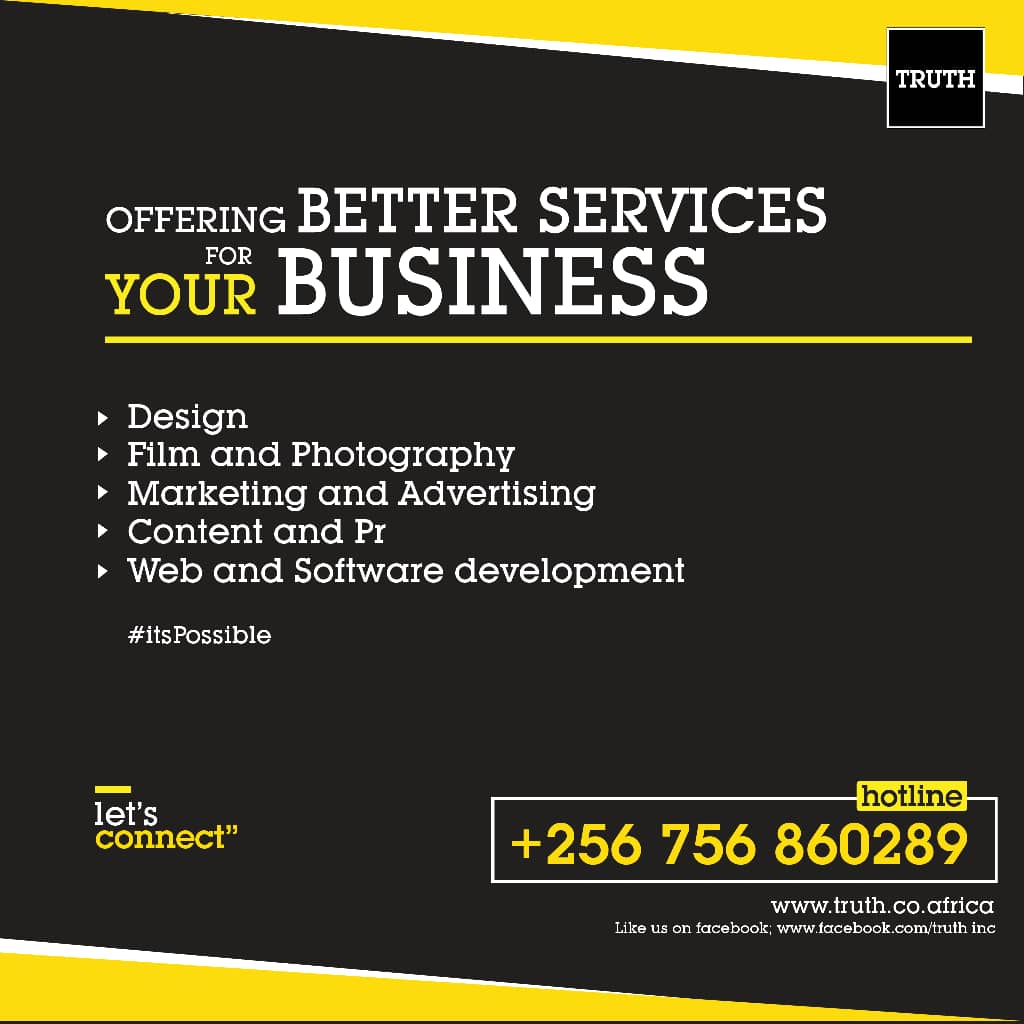 TRUTH
OFFERING BETTER SERVICES
FOR
YOUR BUSINESS
Design
Film and Photography
Marketing and Advertising
Content and Pr
Web and Software development
#itsPossible
let's
connect”
hotline
+256 756 860289
www.truth.co.africa
Like us on facebook; www.facebook.com/truth inc